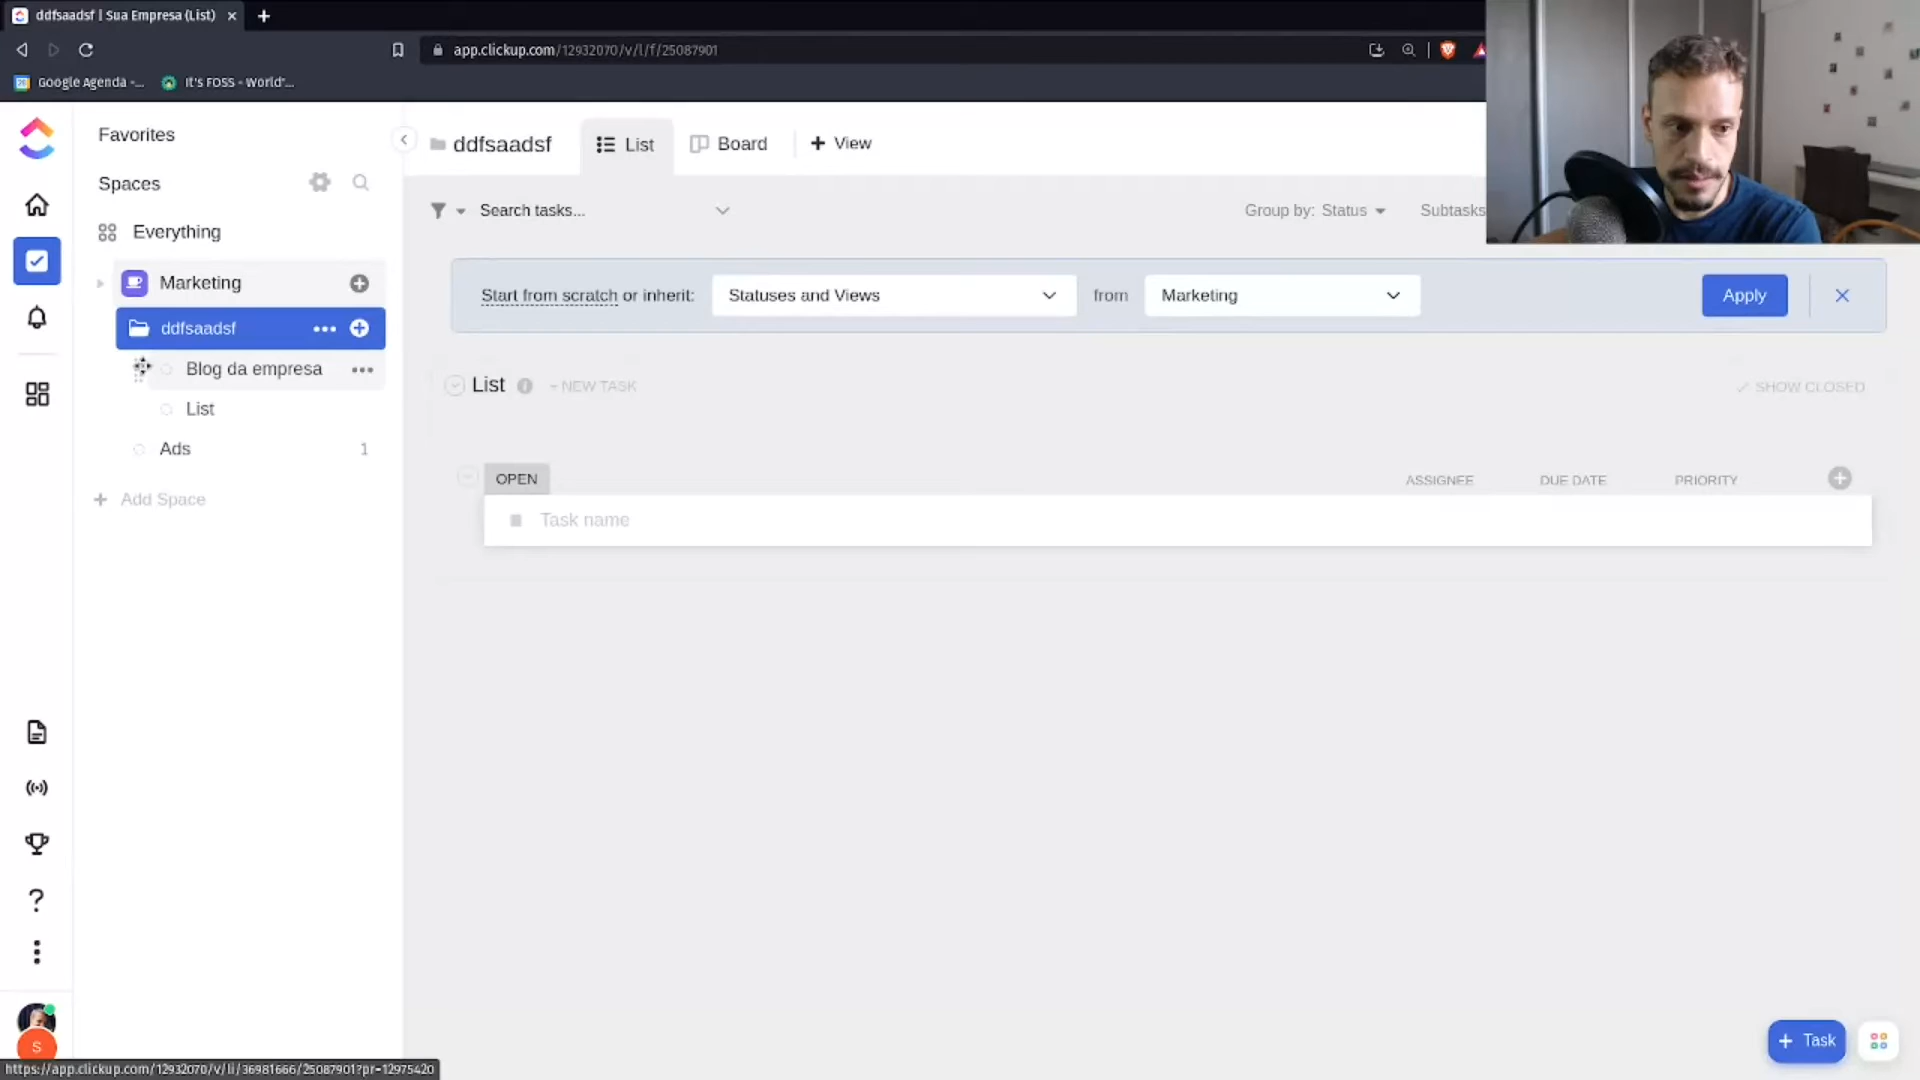 ddfsaadsf | Sua Empresa (List)
app.clickup.com/12932070/v/l/f/25087901
Google Agenda -...
It's FOSS - World'...
Favorites
Spaces
Everything
Marketing
ddfsaadsf
Blog da empresa
List
Ads
1
+ Add Space
ddfsaadsf
List
Board
+ View
Search tasks...
Group by: Status
Subtasks
Start from scratch or inherit:
Statuses and Views
from
Marketing
Apply
List
+ NEW TASK
SHOW CLOSED
OPEN
ASSIGNEE
DUE DATE
PRIORITY
Task name
+ Task
S
https://app.clickup.com/12932070/v/li/36981666/25087901?pr=12975420